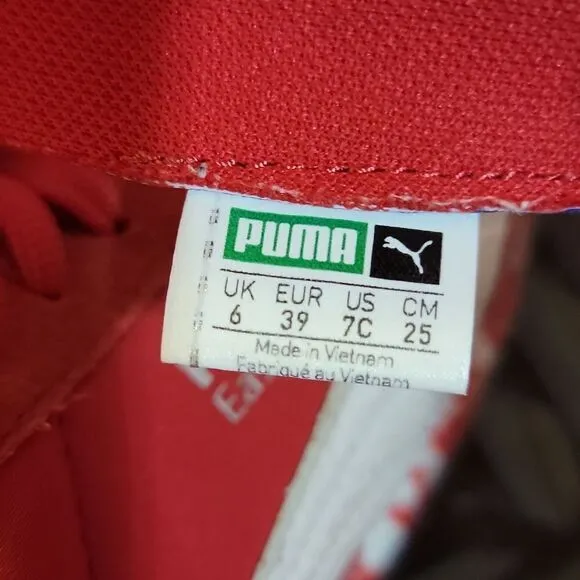 PUMA
UK EUR US CM
6 39 7C 25
Made in Vietnam
Fabriqué au Vietnam